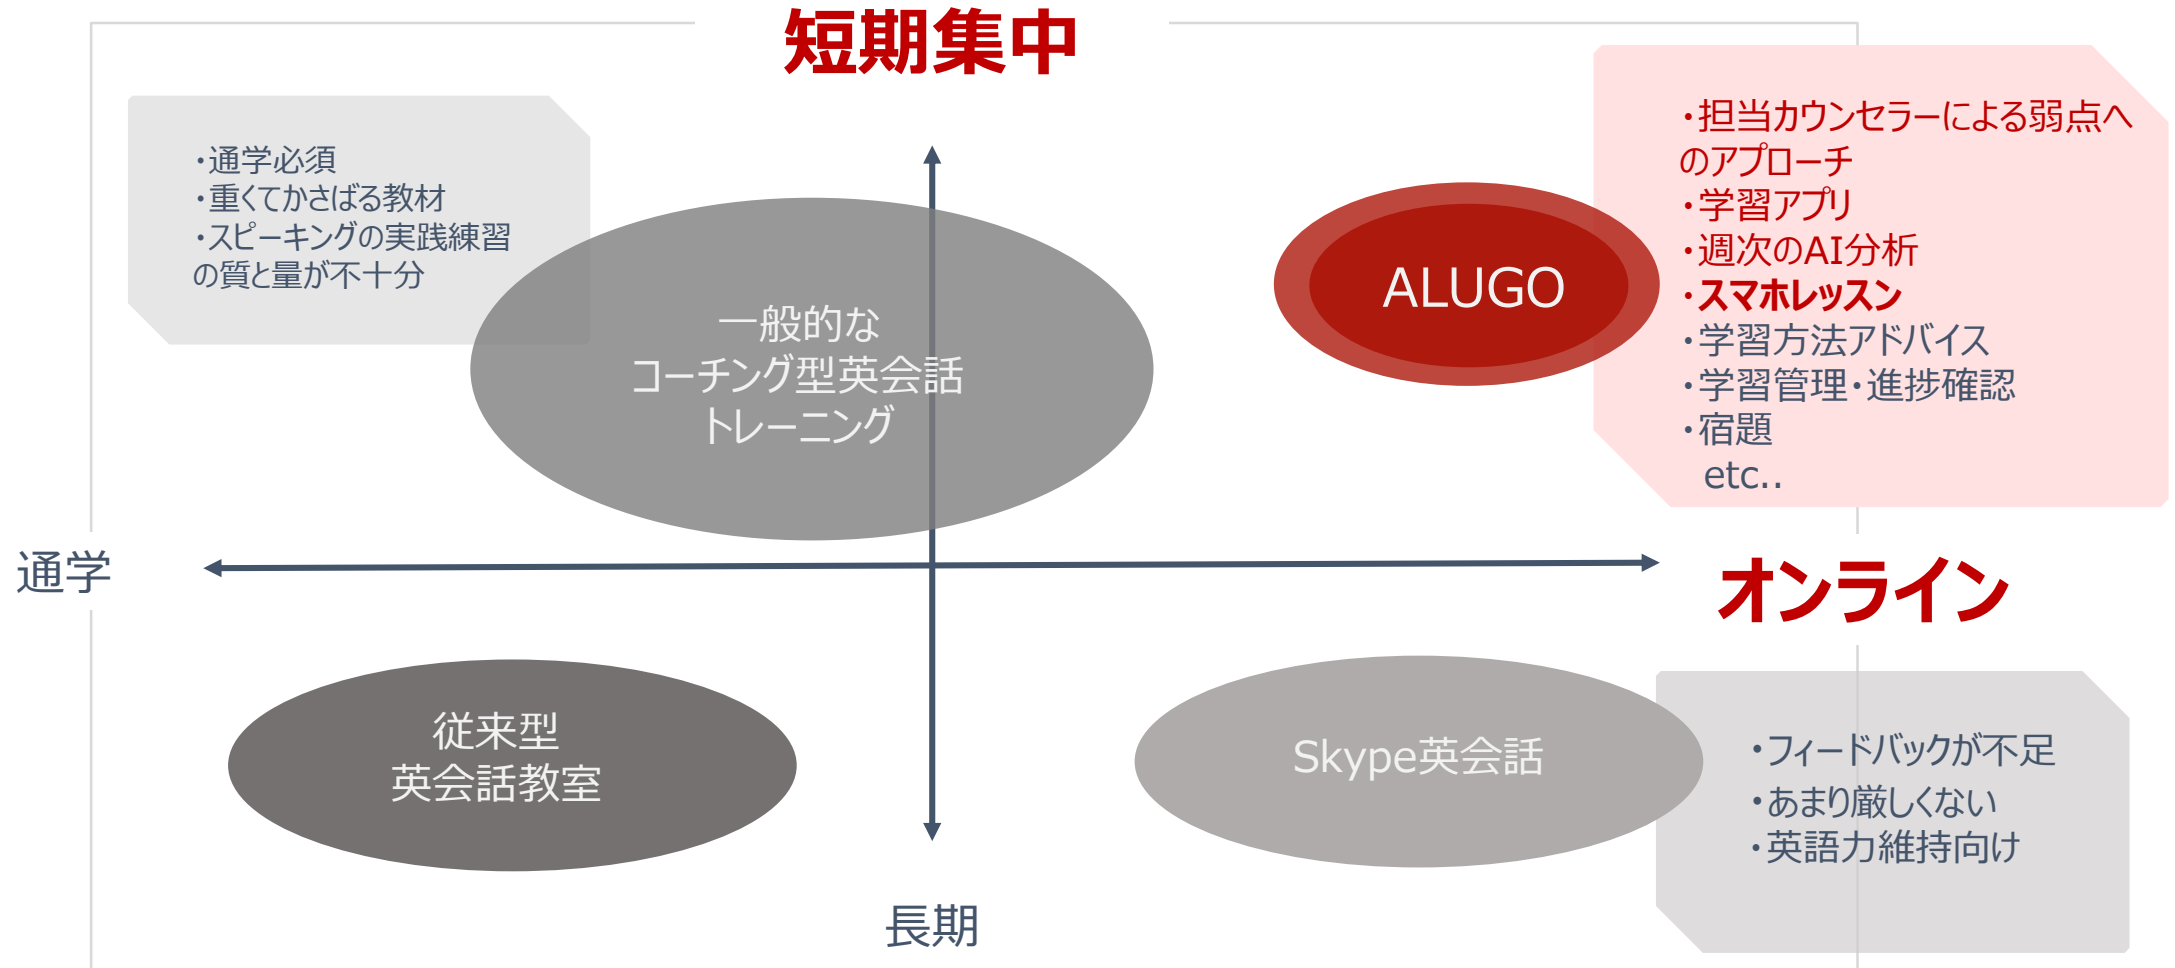 短期集中
・通学必須
・重くてかさばる教材
・スピーキングの実践練習
の質と量が不十分
一般的な
コーチング型英会話
トレーニング
ALUGO
・担当カウンセラーによる弱点へ
のアプローチ
・学習アプリ
・週次のAI分析
・スマホレッスン
・学習方法アドバイス
・学習管理・進捗確認
・宿題
etc..
通学
オンライン
従来型
英会話教室
Skype英会話
・フィードバックが不足
・あまり厳しくない
・英語力維持向け
長期